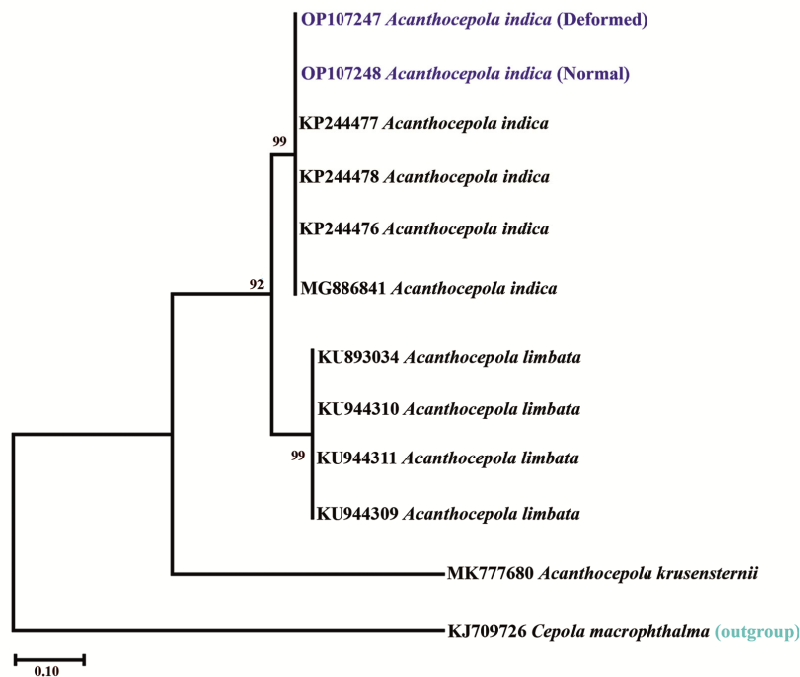 OP107247 Acanthocepola indica (Deformed)
OP107248 Acanthocepola indica (Normal)
KP244477 Acanthocepola indica
99
KP244478 Acanthocepola indica
KP244476 Acanthocepola indica
92
MG886841 Acanthocepola indica
KU893034 Acanthocepola limbata
KU944310 Acanthocepola limbata
99
KU944311 Acanthocepola limbata
KU944309 Acanthocepola limbata
MK777680 Acanthocepola krusensternii
KJ709726 Cepola macrophthalma (outgroup)
0.10